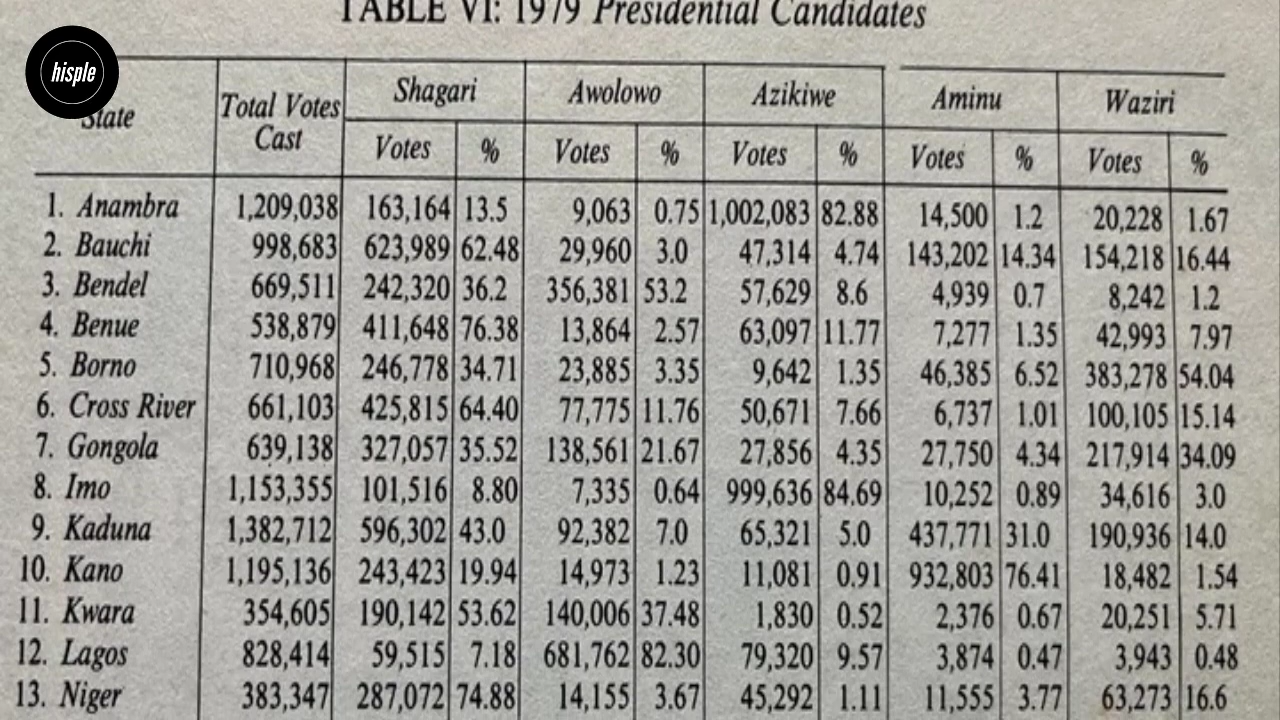 TABLE VI: 1979 Presidential Candidates
hisple
State Total Votes Cast Shagari Awolowo Azikiwe Aminu Waziri
Votes % Votes % Votes % Votes % Votes %
1. Anambra 1,209,038 163,164 13.5 9,063 0.75 1,002,083 82.88 14,500 1.2 20,228 1.67
2. Bauchi 998,683 623,989 62.48 29,960 3.0 47,314 4.74 143,202 14.34 154,218 16.44
3. Bendel 669,511 242,320 36.2 356,381 53.2 57,629 8.6 4,939 0.7 8,242 1.2
4. Benue 538,879 411,648 76.38 13,864 2.57 63,097 11.77 7,277 1.35 42,993 7.97
5. Borno 710,968 246,778 34.71 23,885 3.35 9,642 1.35 46,385 6.52 383,278 54.04
6. Cross River 661,103 425,815 64.40 77,775 11.76 50,671 7.66 6,737 1.01 100,105 15.14
7. Gongola 639,138 327,057 35.52 138,561 21.67 27,856 4.35 27,750 4.34 217,914 34.09
8. Imo 1,153,355 101,516 8.80 7,335 0.64 999,636 84.69 10,252 0.89 34,616 3.0
9. Kaduna 1,382,712 596,302 43.0 92,382 7.0 65,321 5.0 437,771 31.0 190,936 14.0
10. Kano 1,195,136 243,423 19.94 14,973 1.23 11,081 0.91 932,803 76.41 18,482 1.54
11. Kwara 354,605 190,142 53.62 140,006 37.48 1,830 0.52 2,376 0.67 20,251 5.71
12. Lagos 828,414 59,515 7.18 681,762 82.30 79,320 9.57 3,874 0.47 3,943 0.48
13. Niger 383,347 287,072 74.88 14,155 3.67 45,292 1.11 11,555 3.77 63,273 16.6